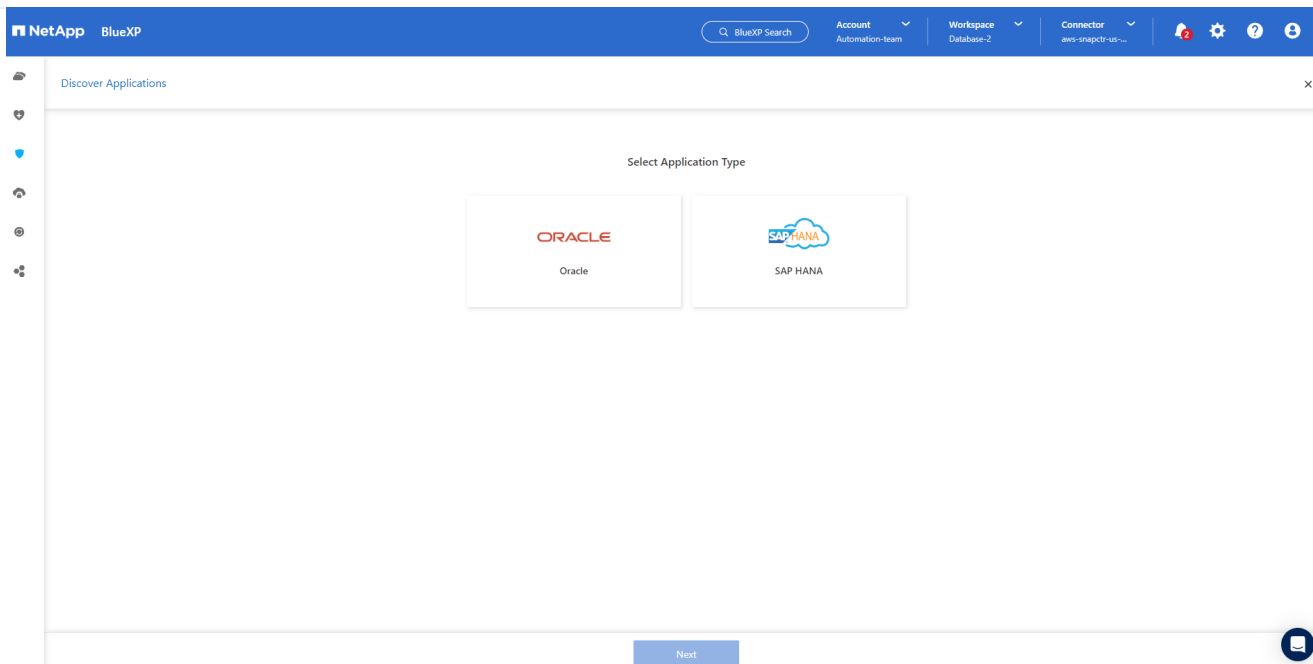 NetApp BlueXP
BlueXP Search
Account
Automation-team
Workspace
Database-2
Connector
aws-snapctr-us-...
2
Discover Applications
Select Application Type
ORACLE
Oracle
SAP HANA
SAP HANA
Next